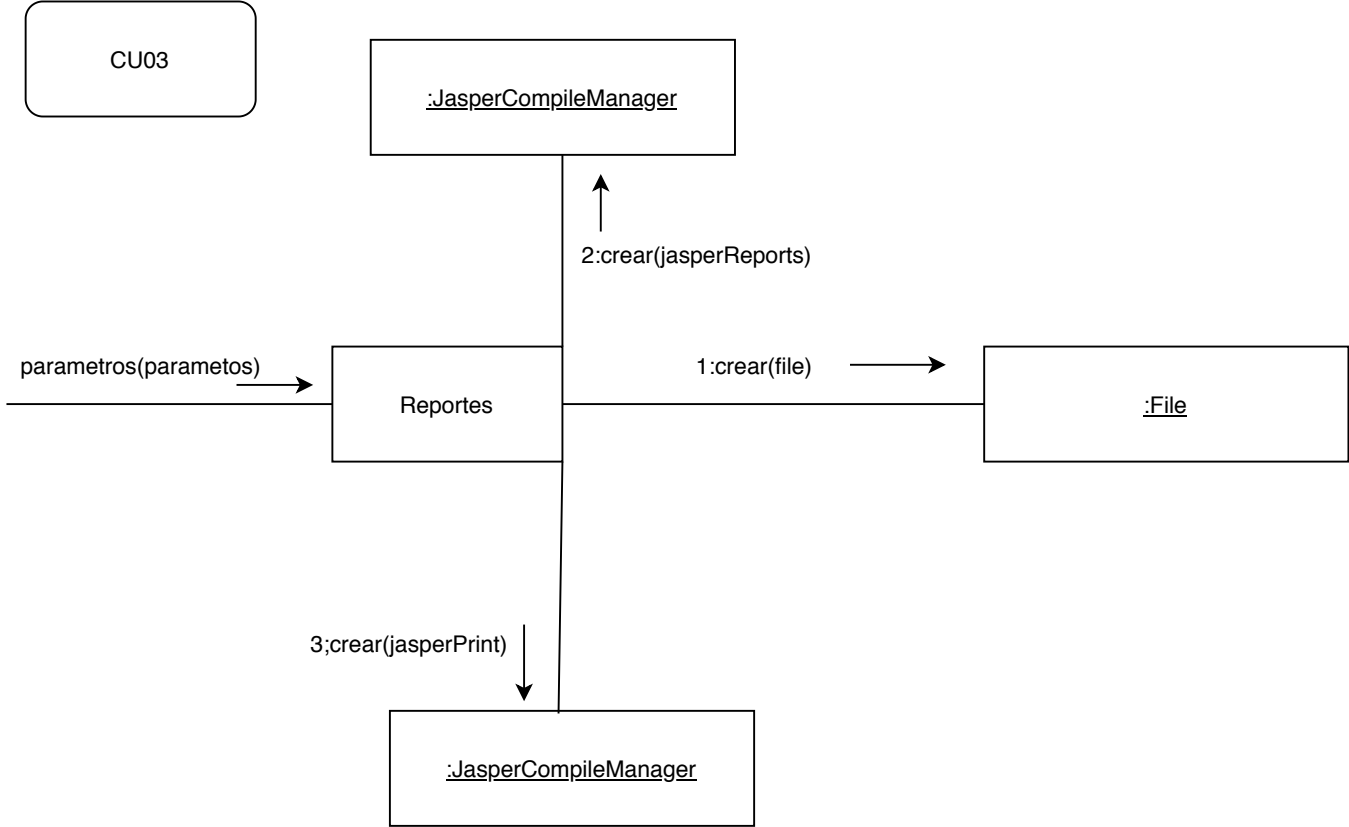 CU03
:JasperCompileManager
2:crear(jasperReports)
parametros(parametos)
1:crear(file)
Reportes
:File
3;crear(jasperPrint)
:JasperCompileManager